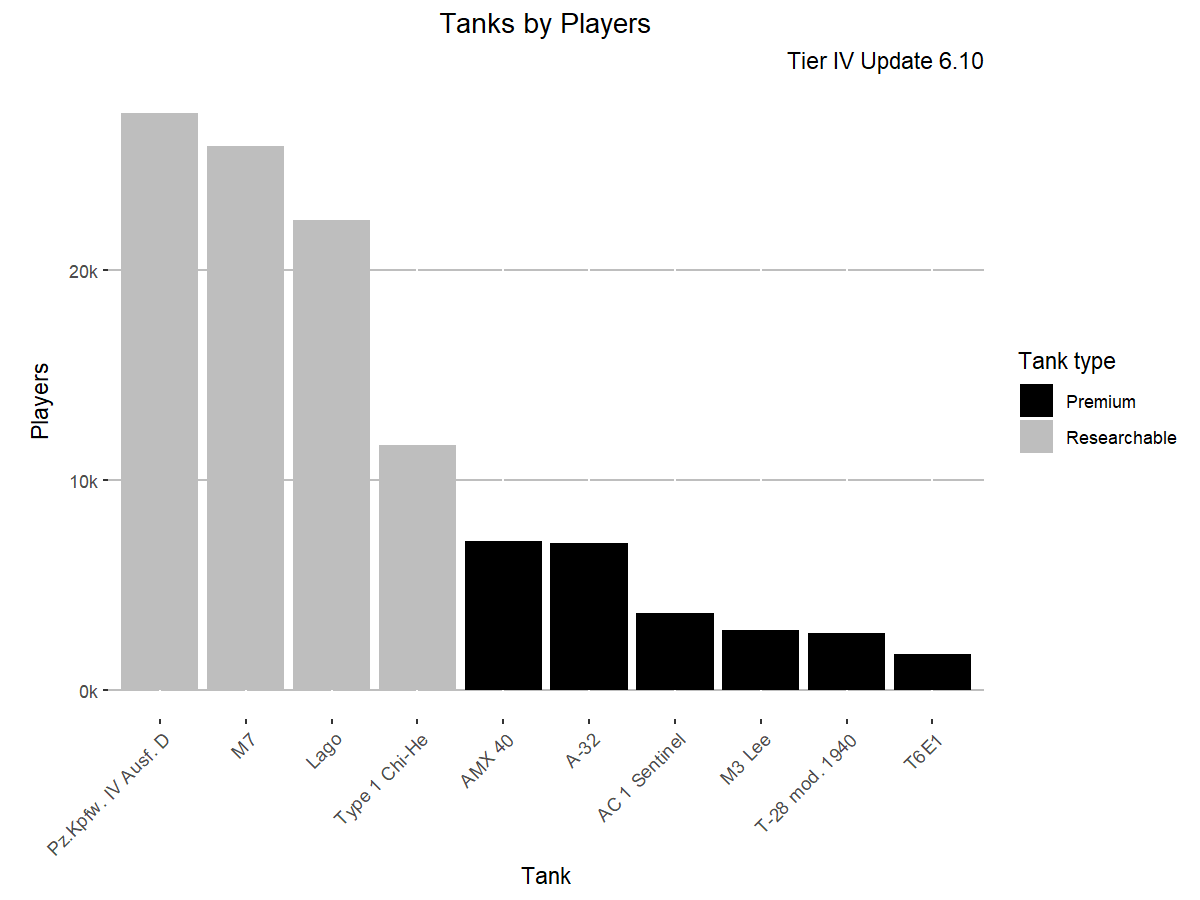 Tanks by Players
Tier IV Update 6.10
20k
10k
0k
Players
Pz.Kpfw. IV Ausf. D
M7
Lago
Type 1 Chi-He
AMX 40
A-32
AC 1 Sentinel
M3 Lee
T-28 mod. 1940
T6E1
Tank
Tank type
Premium
Researchable